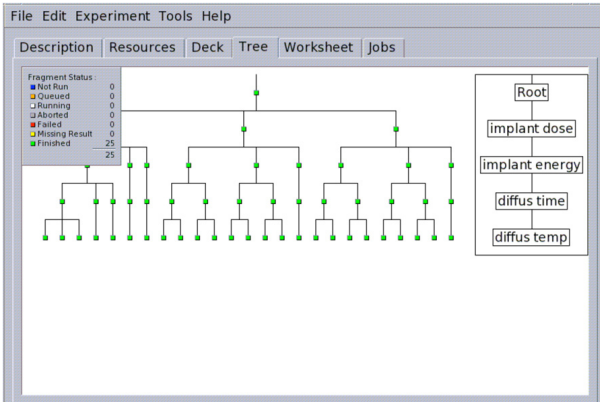 File Edit Experiment Tools Help
Description Resources Deck Tree Worksheet Jobs
Fragment Status :
Not Run 0
Queued 0
Running 0
Aborted 0
Failed 0
Missing Result 0
Finished 25
25
Root
implant dose
implant energy
diffus time
diffus temp